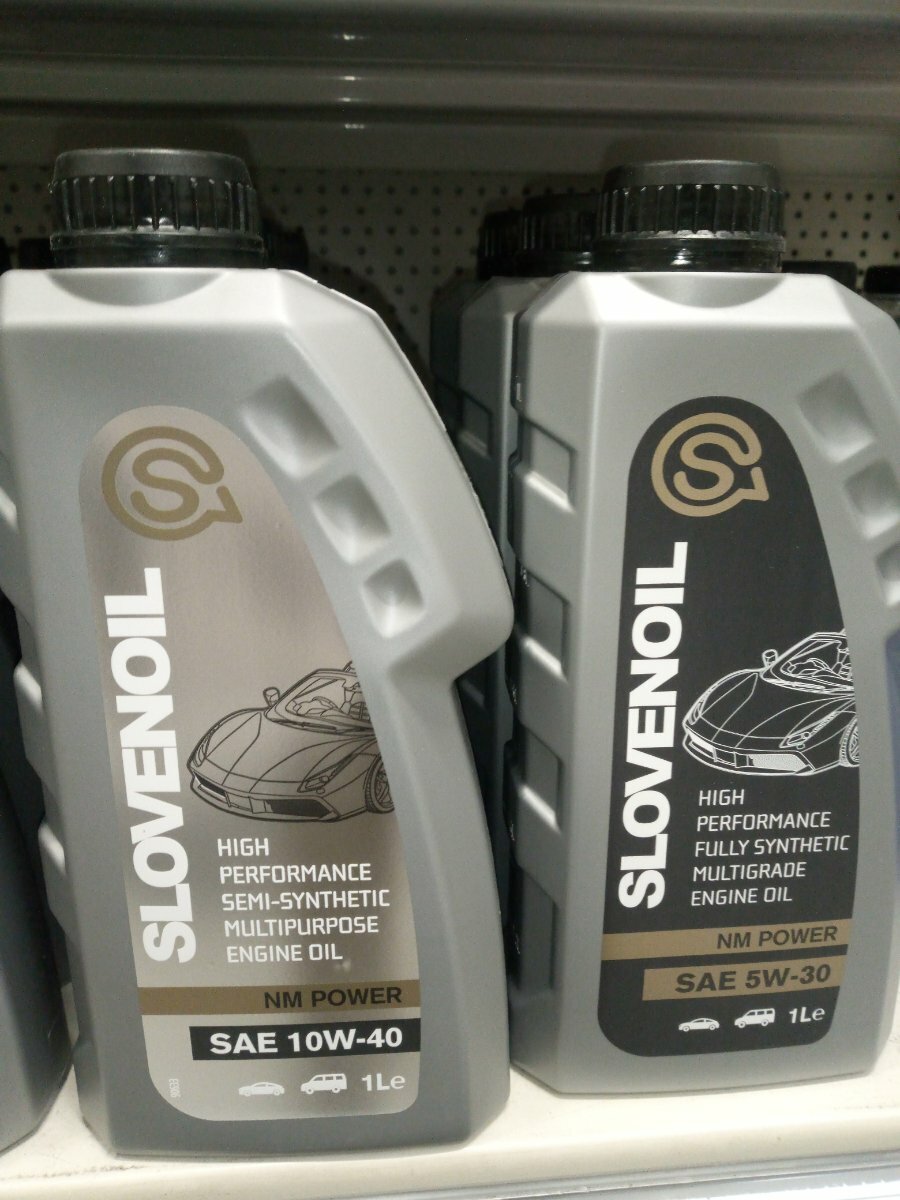 S
SLOVENOIL
HIGH
PERFORMANCE
SEMI-SYNTHETIC
MULTIPURPOSE
ENGINE OIL
NM POWER
SAE 10W-40
1Le
S
SLOVENOIL
HIGH
PERFORMANCE
FULLY SYNTHETIC
MULTIGRADE
ENGINE OIL
NM POWER
SAE 5W-30
1Le